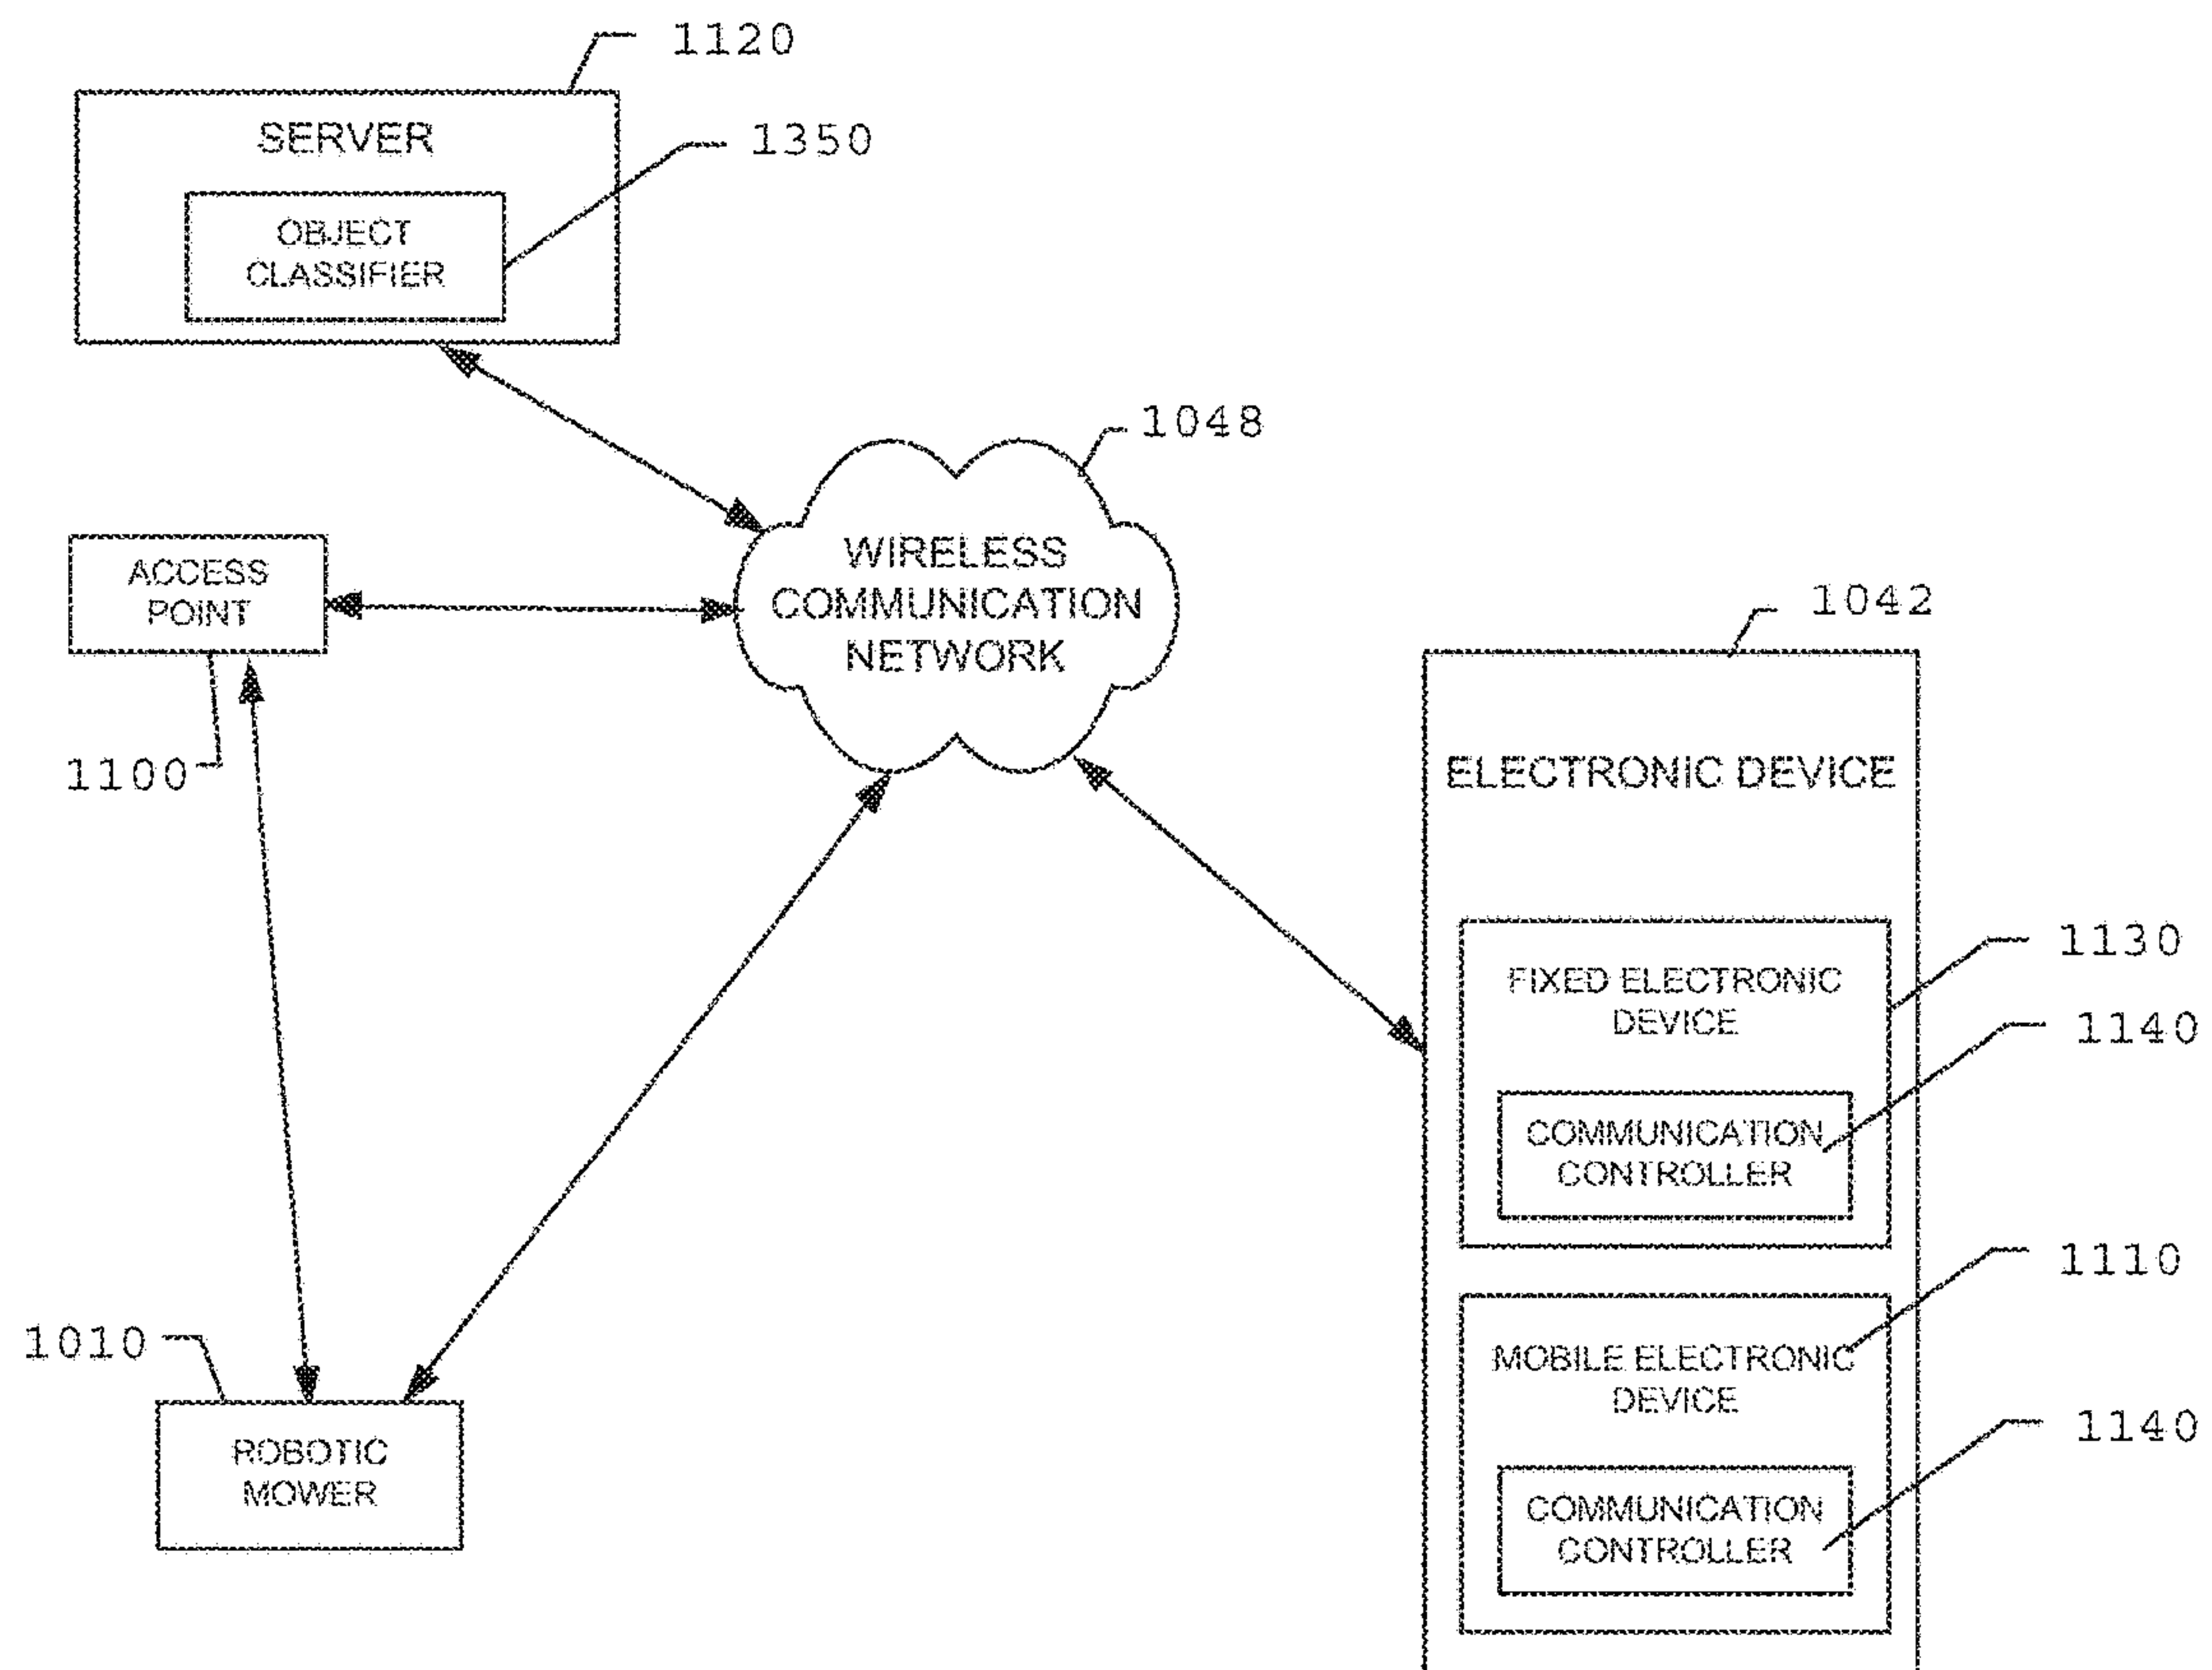 1120
SERVER
1350
OBJECT
CLASSIFIER
1048
WIRELESS
COMMUNICATION
NETWORK
ACCESS
POINT
1100
1042
ELECTRONIC DEVICE
1130
FIXED ELECTRONIC
DEVICE
1140
COMMUNICATION
CONTROLLER
1110
MOBILE ELECTRONIC
DEVICE
1140
COMMUNICATION
CONTROLLER
1010
ROBOTIC
MOWER